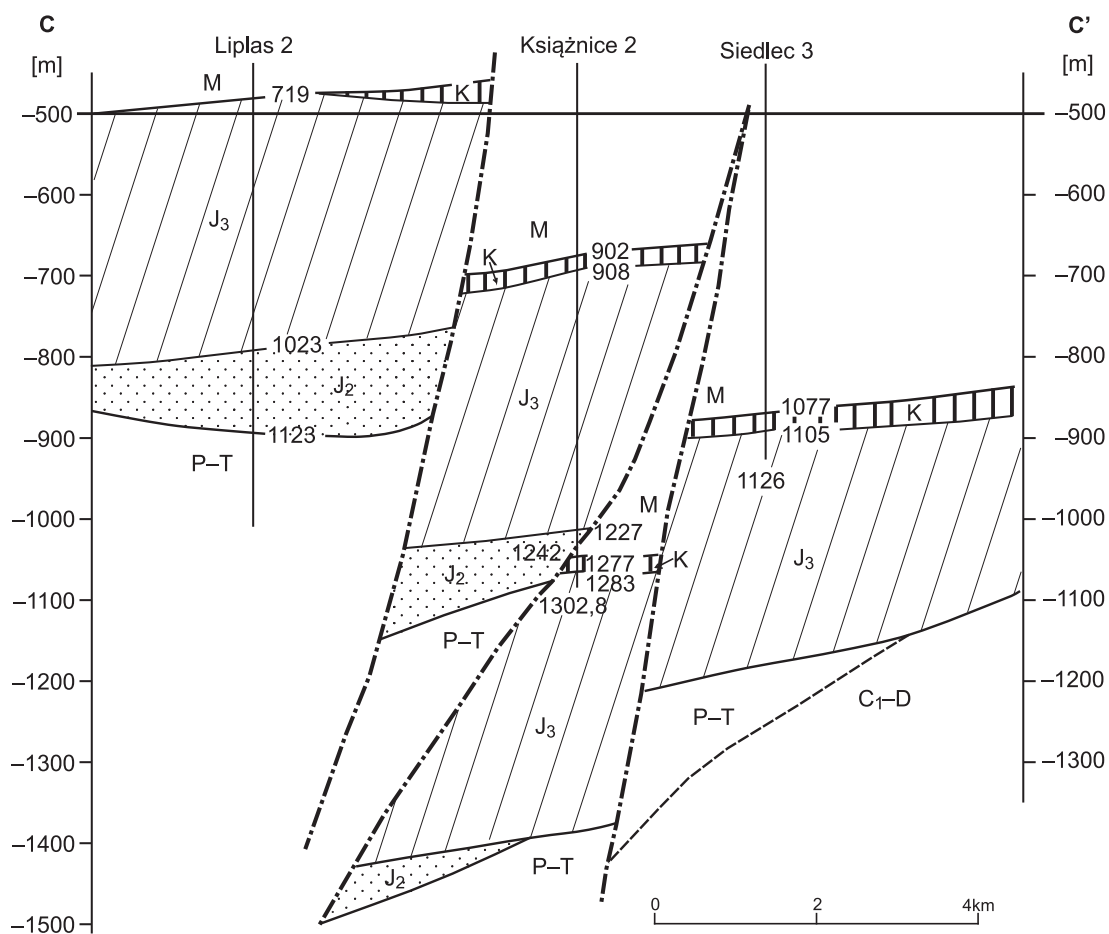 C
C'
Liplas 2
Książnice 2
Siedlec 3
[m]
[m]
M
719
K
–500
–500
–600
–600
J₃
M
K
902
908
–700
–700
1023
–800
–800
J₂
J₃
M
1077
K
1105
–900
–900
1123
P–T
1126
M
–1000
–1000
1227
1242
J₂
1277
K
J₃
1283
1302,8
–1100
–1100
P–T
–1200
–1200
P–T
C₁–D
J₃
–1300
–1300
–1400
J₂
P–T
0
2
4km
–1500